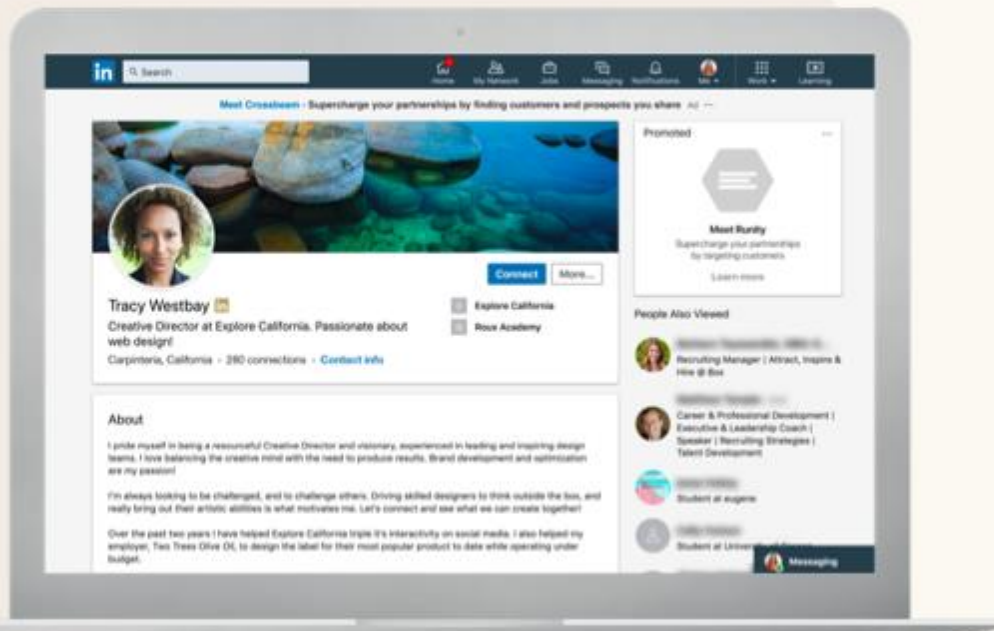 in
Search
Home My Network Jobs Messaging Notifications Me Work Learning
Meet Crossbeam - Supercharge your partnerships by finding customers and prospects you share Ad ...
Promoted ...
Meet Runity
Supercharge your partnerships
by targeting customers
Learn more
Connect More...
Tracy Westbay in
Creative Director at Explore California. Passionate about
web design!
Carpinteria, California · 280 connections · Contact info
Explore California
Roux Academy
About
I pride myself in being a resourceful Creative Director and visionary, experienced in leading and inspiring design
teams. I love balancing the creative mind with the need to produce results. Brand development and optimization
are my passion!
I'm always looking to be challenged, and to challenge others. Driving skilled designers to think outside the box, and
really bring out their artistic abilities is what motivates me. Let's connect and see what we can create together!
Over the past two years I have helped Explore California triple it's interactivity on social media. I also helped my
employer, Two Trees Olive Oil, to design the label for their most popular product to date while operating under
budget.
People Also Viewed
Recruiting Manager | Attract, Inspire &
Hire @ Box
Career & Professional Development |
Executive & Leadership Coach |
Speaker | Recruiting Strategies |
Talent Development
Student at eugene
Student at
Messaging